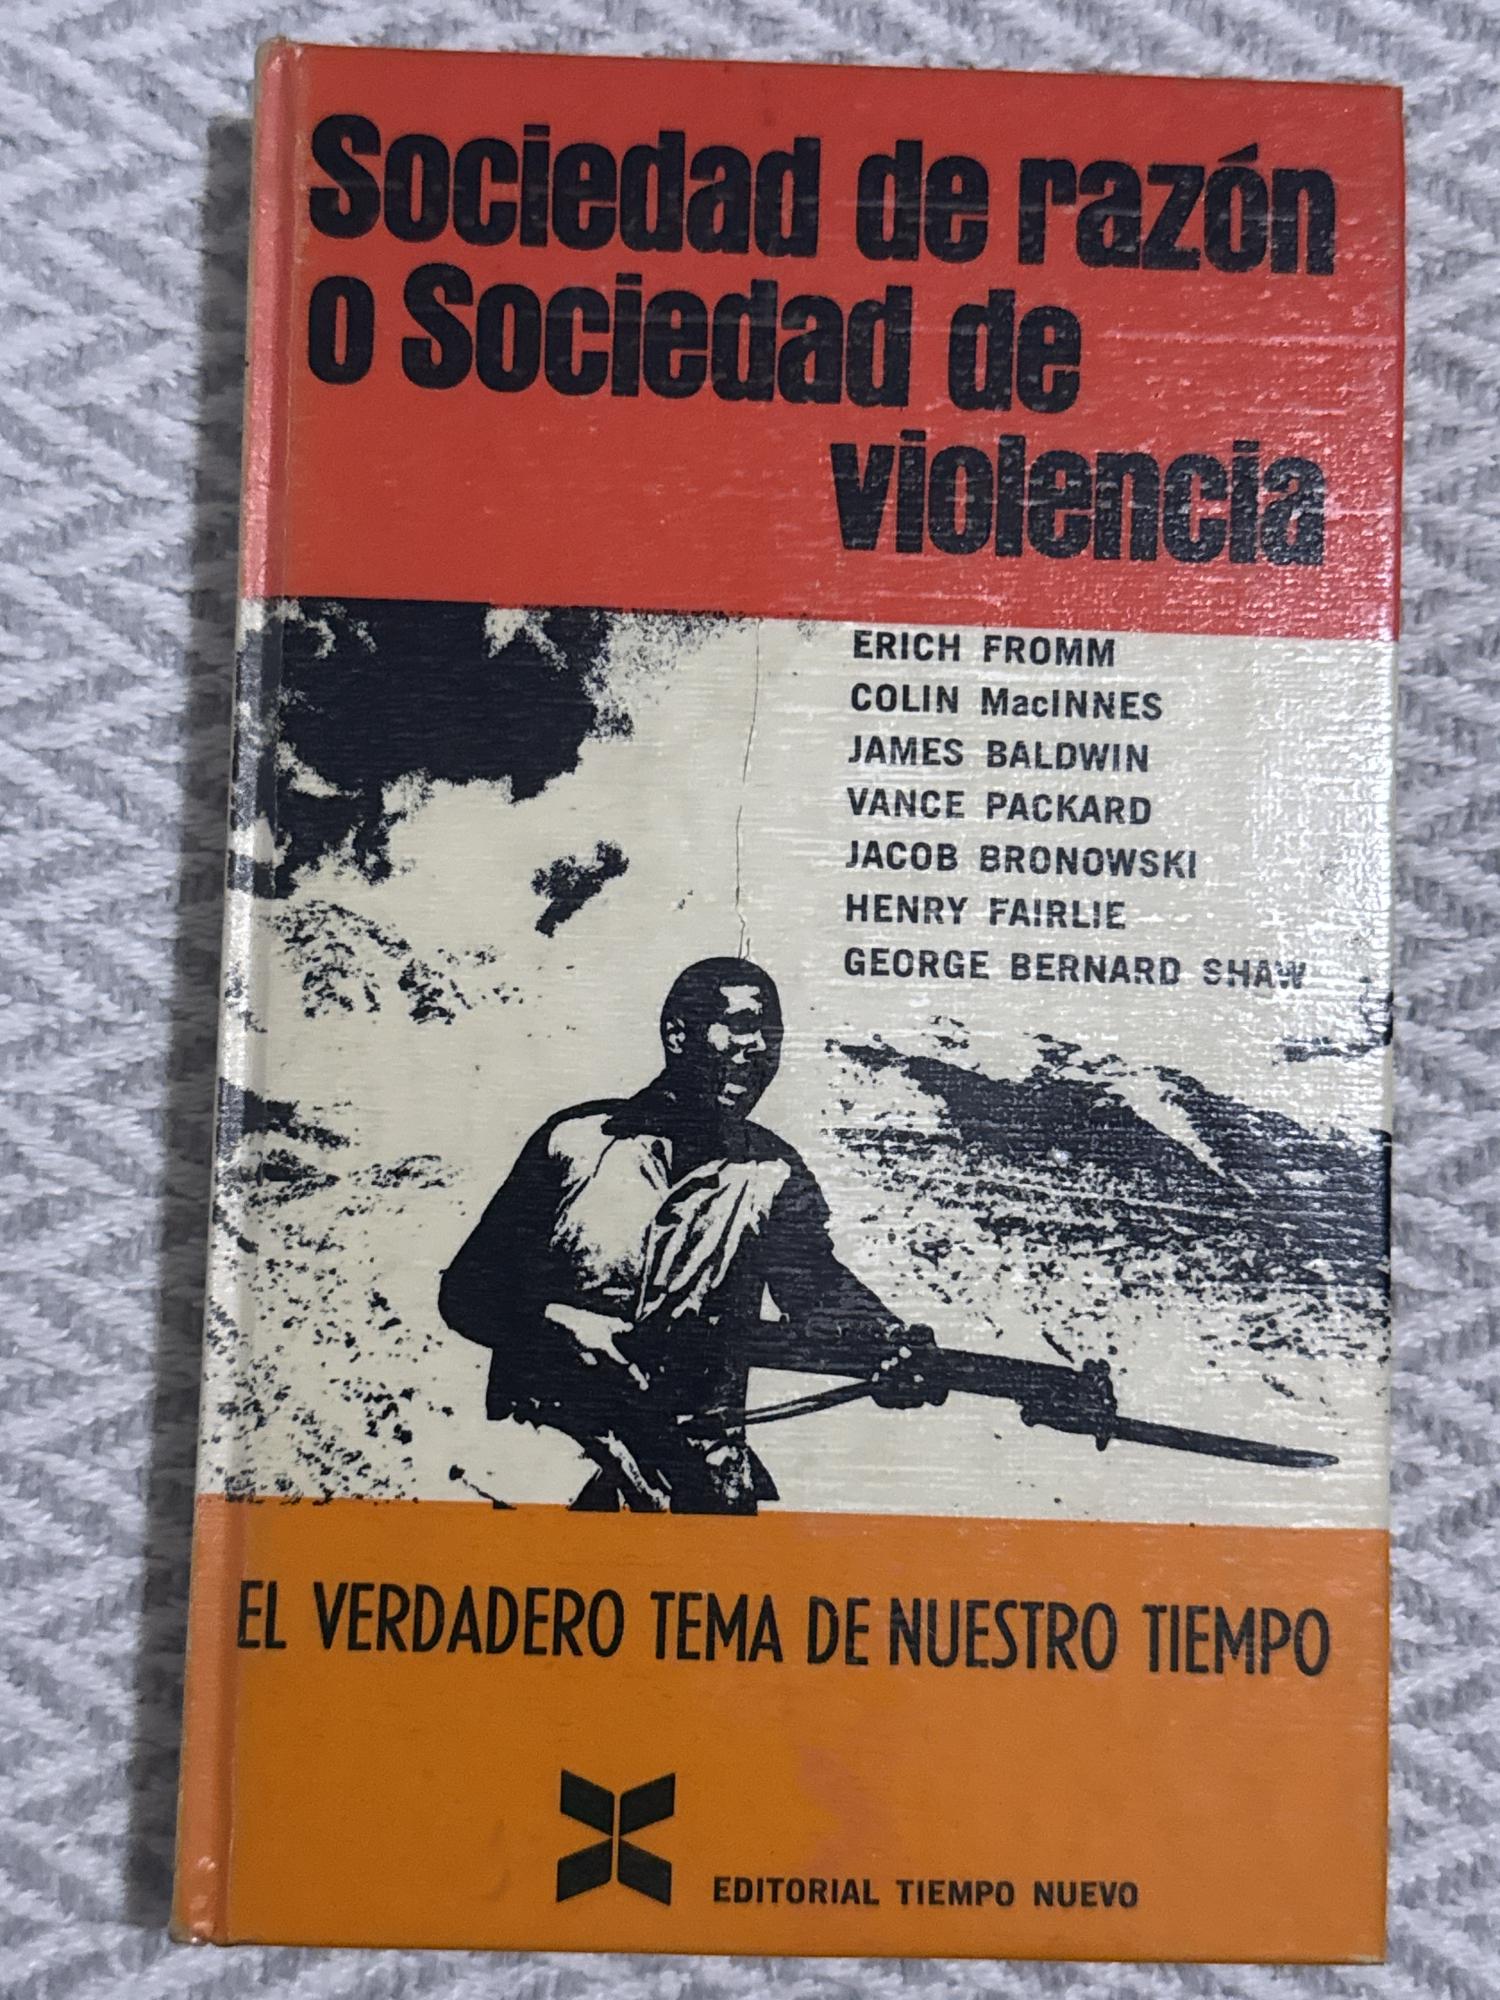 Sociedad de razón
o Sociedad de
violencia
ERICH FROMM
COLIN MacINNES
JAMES BALDWIN
VANCE PACKARD
JACOB BRONOWSKI
HENRY FAIRLIE
GEORGE BERNARD SHAW
EL VERDADERO TEMA DE NUESTRO TIEMPO
EDITORIAL TIEMPO NUEVO